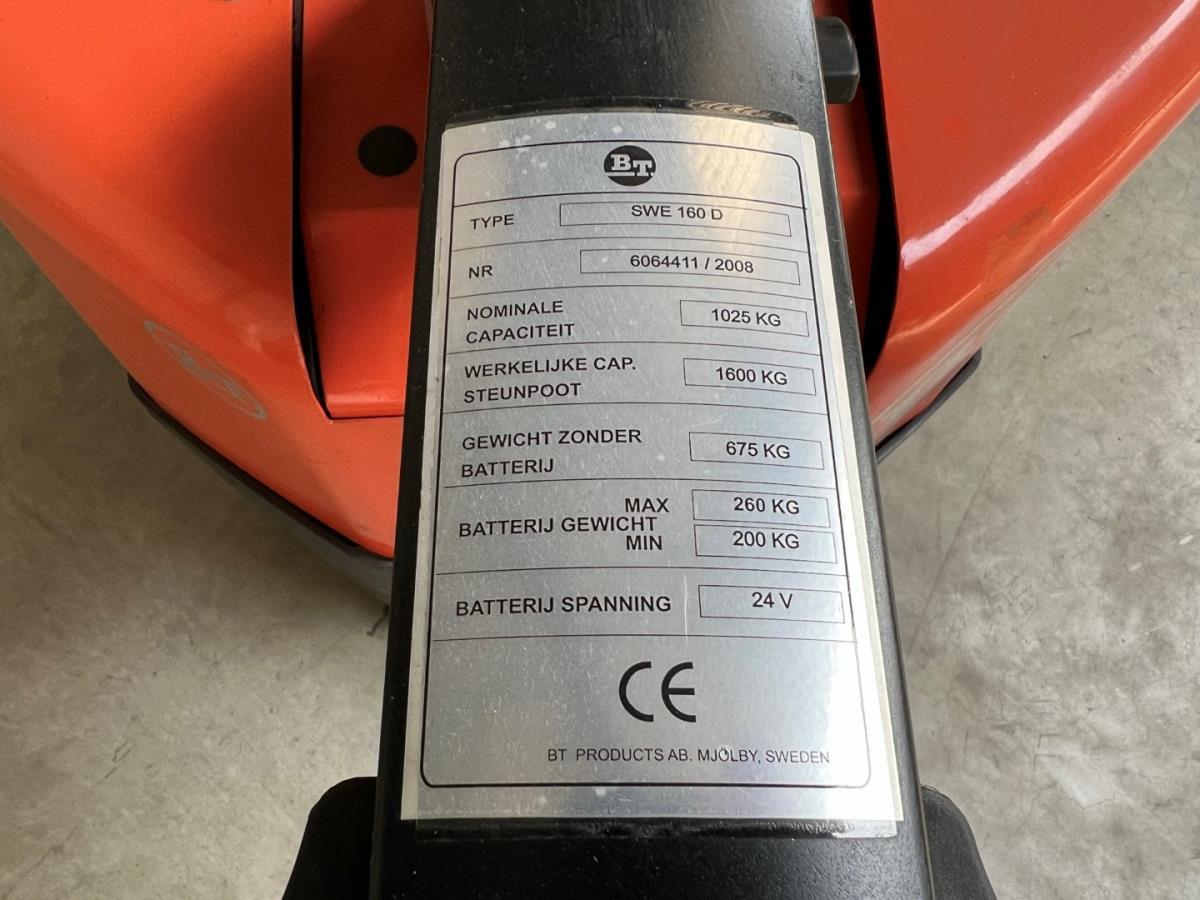 BT
TYPE SWE 160 D
NR 6064411 / 2008
NOMINALE
CAPACITEIT 1025 KG
WERKELIJKE CAP.
STEUNPOOT 1600 KG
GEWICHT ZONDER
BATTERIJ 675 KG
MAX 260 KG
BATTERIJ GEWICHT
MIN 200 KG
BATTERIJ SPANNING 24 V
CE
BT PRODUCTS AB. MJÖLBY, SWEDEN